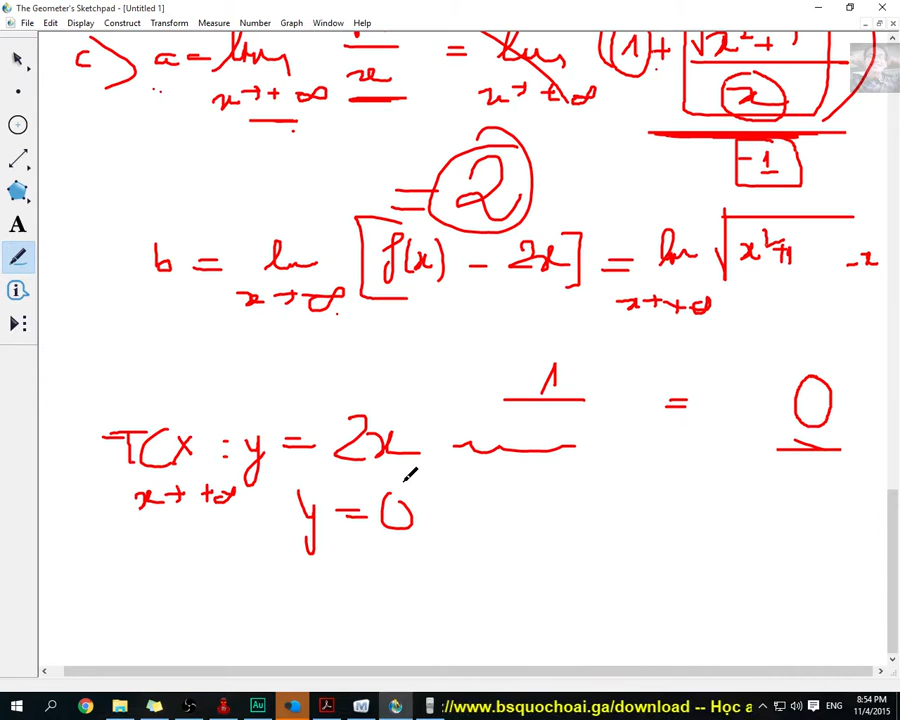 The Geometer's Sketchpad - [Untitled 1]
File Edit Display Construct Transform Measure Number Graph Window Help
c) a = lim x→+∞ x = lim x→+∞ (1 + √x²+1 / x)
-1
= 2
b = lim x→∞ [f(x) - 2x] = lim x→+∞ √x²+1 - x
1 = 0
TCX : y = 2x
x→+∞ y = 0
A
Au
://www.bsquochoai.ga/download -- Học a
ENG
8:54 PM
11/4/2015